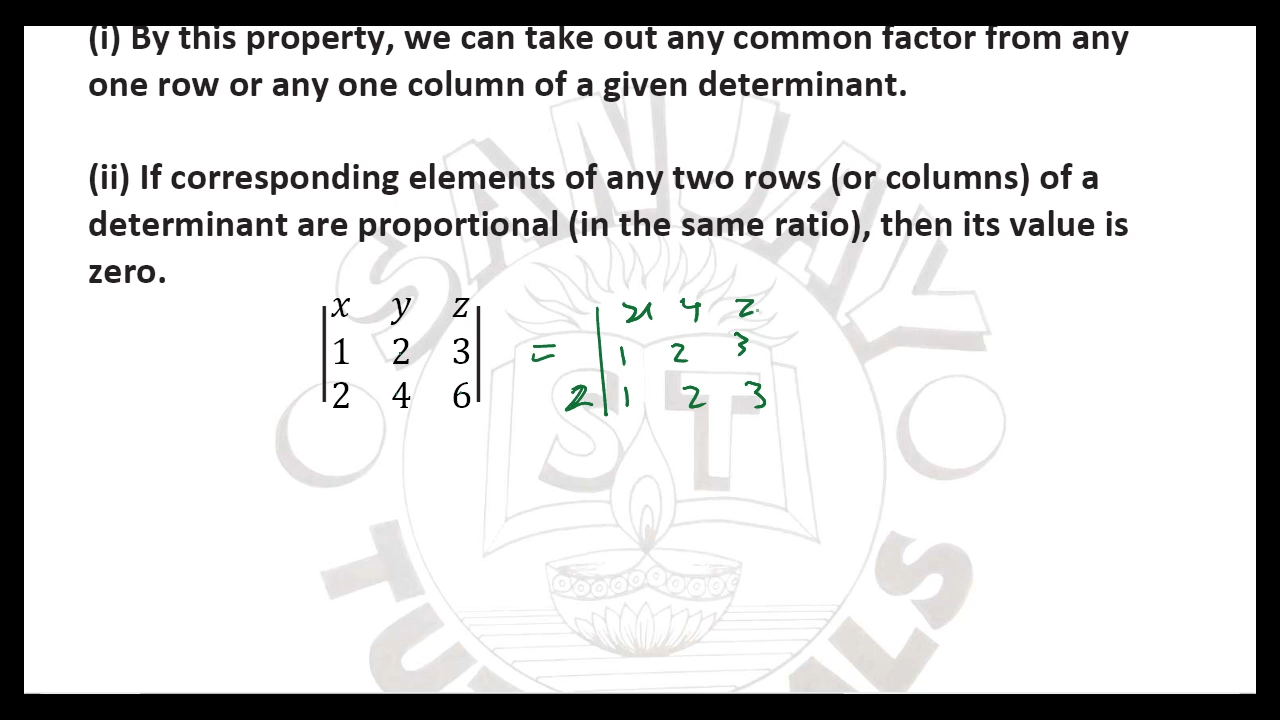 (i) By this property, we can take out any common factor from any
one row or any one column of a given determinant.
(ii) If corresponding elements of any two rows (or columns) of a
determinant are proportional (in the same ratio), then its value is
zero.
x y z x y z
1 2 3 = 1 2 3
2 4 6 2 1 2 3
SANJAY
ST